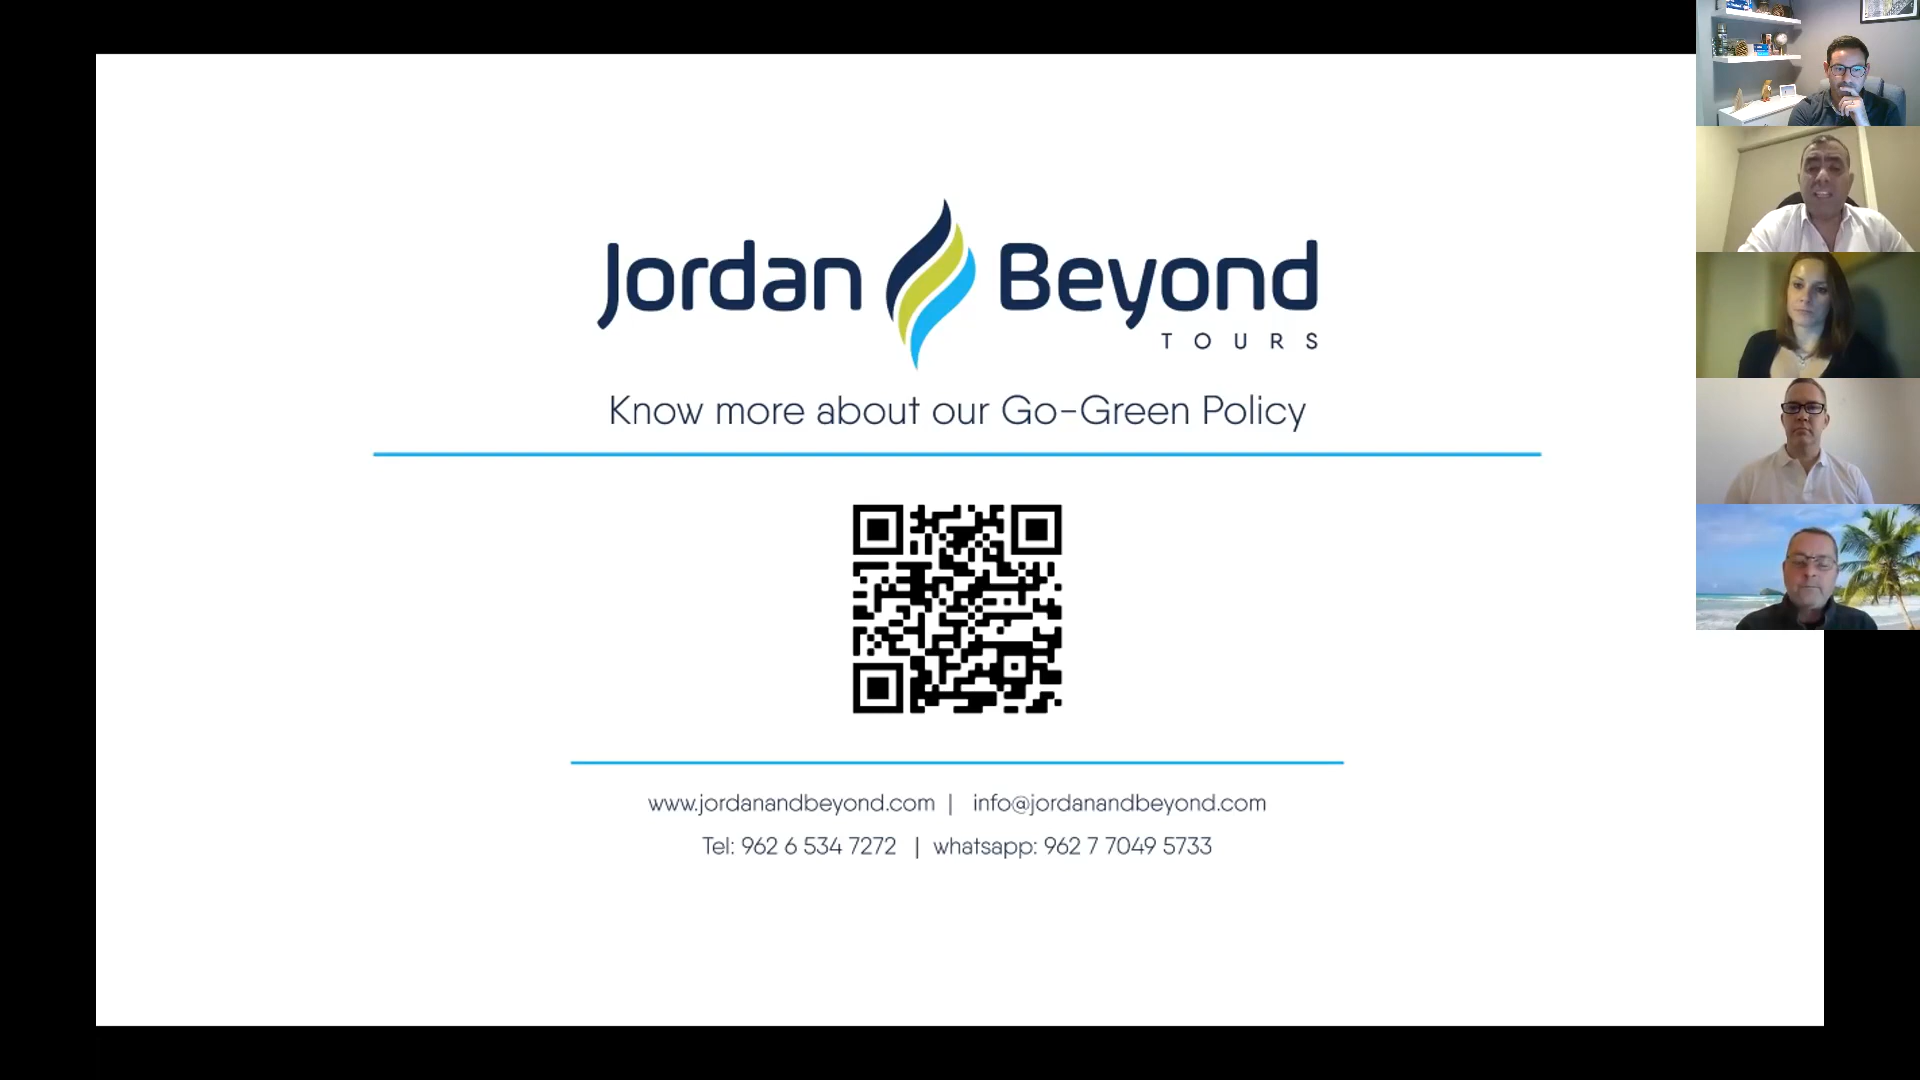 Jordan Beyond
TOURS
Know more about our Go-Green Policy
www.jordanandbeyond.com | info@jordanandbeyond.com
Tel: 962 6 534 7272 | whatsapp: 962 7 7049 5733